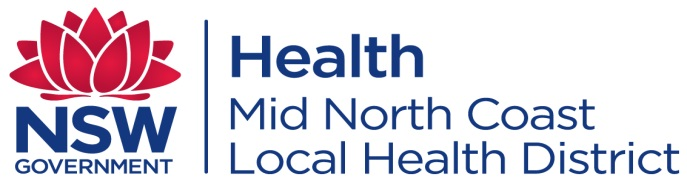 NSW
GOVERNMENT
Health
Mid North Coast
Local Health District